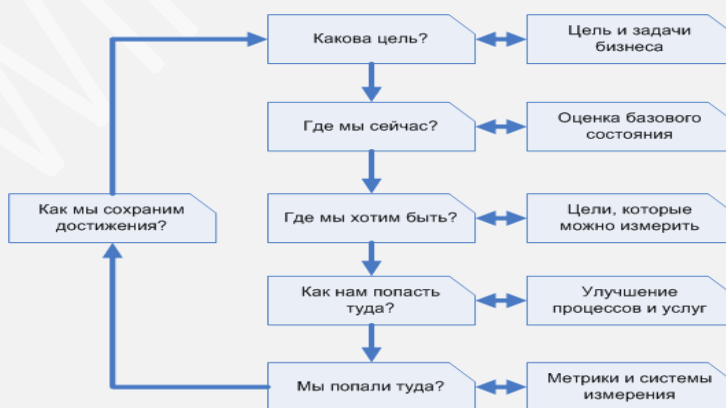 Какова цель?
Цель и задачи
бизнеса
Где мы сейчас?
Оценка базового
состояния
Как мы сохраним
достижения?
Где мы хотим быть?
Цели, которые
можно измерить
Как нам попасть
туда?
Улучшение
процессов и услуг
Мы попали туда?
Метрики и системы
измерения